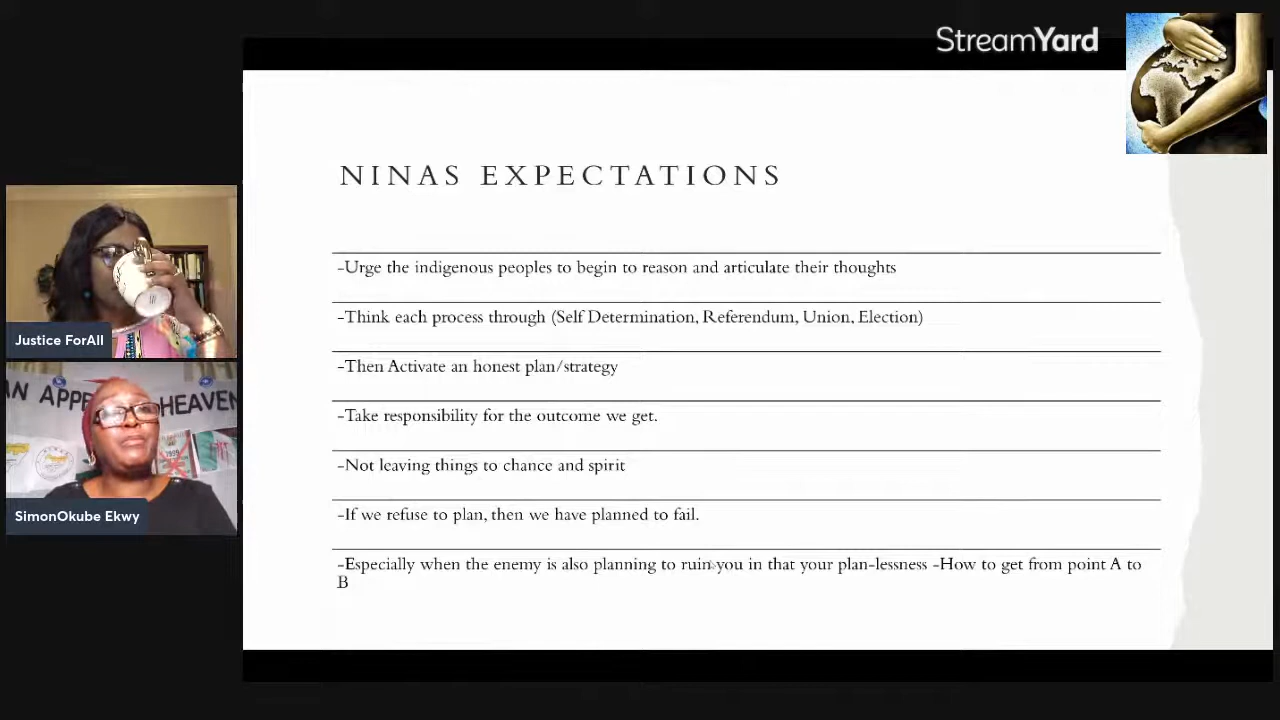 StreamYard
NINAS EXPECTATIONS
-Urge the indigenous peoples to begin to reason and articulate their thoughts
-Think each process through (Self Determination, Referendum, Union, Election)
-Then Activate an honest plan/strategy
-Take responsibility for the outcome we get.
-Not leaving things to chance and spirit
-If we refuse to plan, then we have planned to fail.
-Especially when the enemy is also planning to ruin you in that your plan-lessness -How to get from point A to
B
Justice ForAll
AN APPE HEAVEN
1999
SimonOkube Ekwy